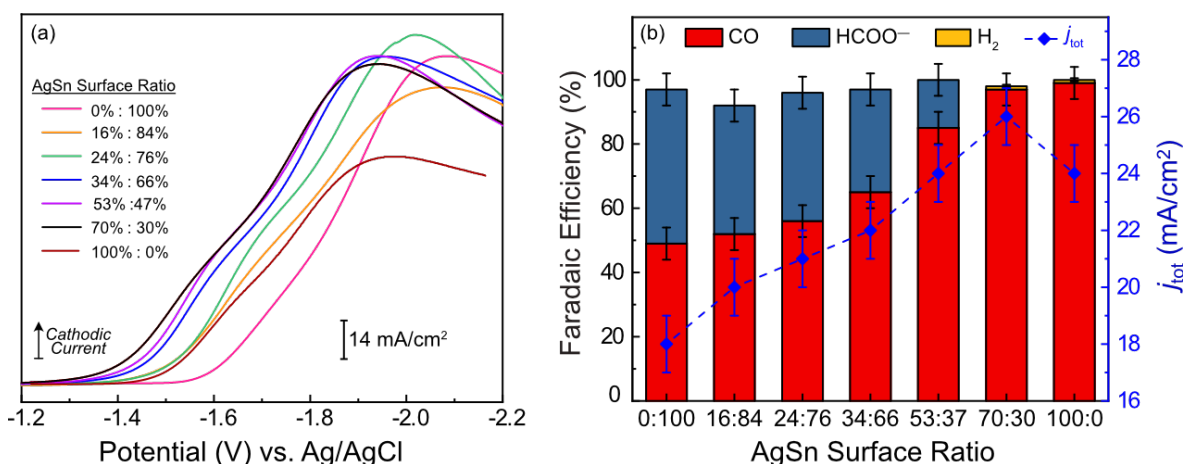 (a)
AgSn Surface Ratio
0% : 100%
16% : 84%
24% : 76%
34% : 66%
53% :47%
70% : 30%
100% : 0%
Cathodic
Current
14 mA/cm²
-1.2 -1.4 -1.6 -1.8 -2.0 -2.2
Potential (V) vs. Ag/AgCl
(b)
CO HCOO⁻ H₂ jtot
Faradaic Efficiency (%)
100
80
60
40
20
0
28
26
24
22
20
18
16
jtot (mA/cm²)
0:100 16:84 24:76 34:66 53:37 70:30 100:0
AgSn Surface Ratio